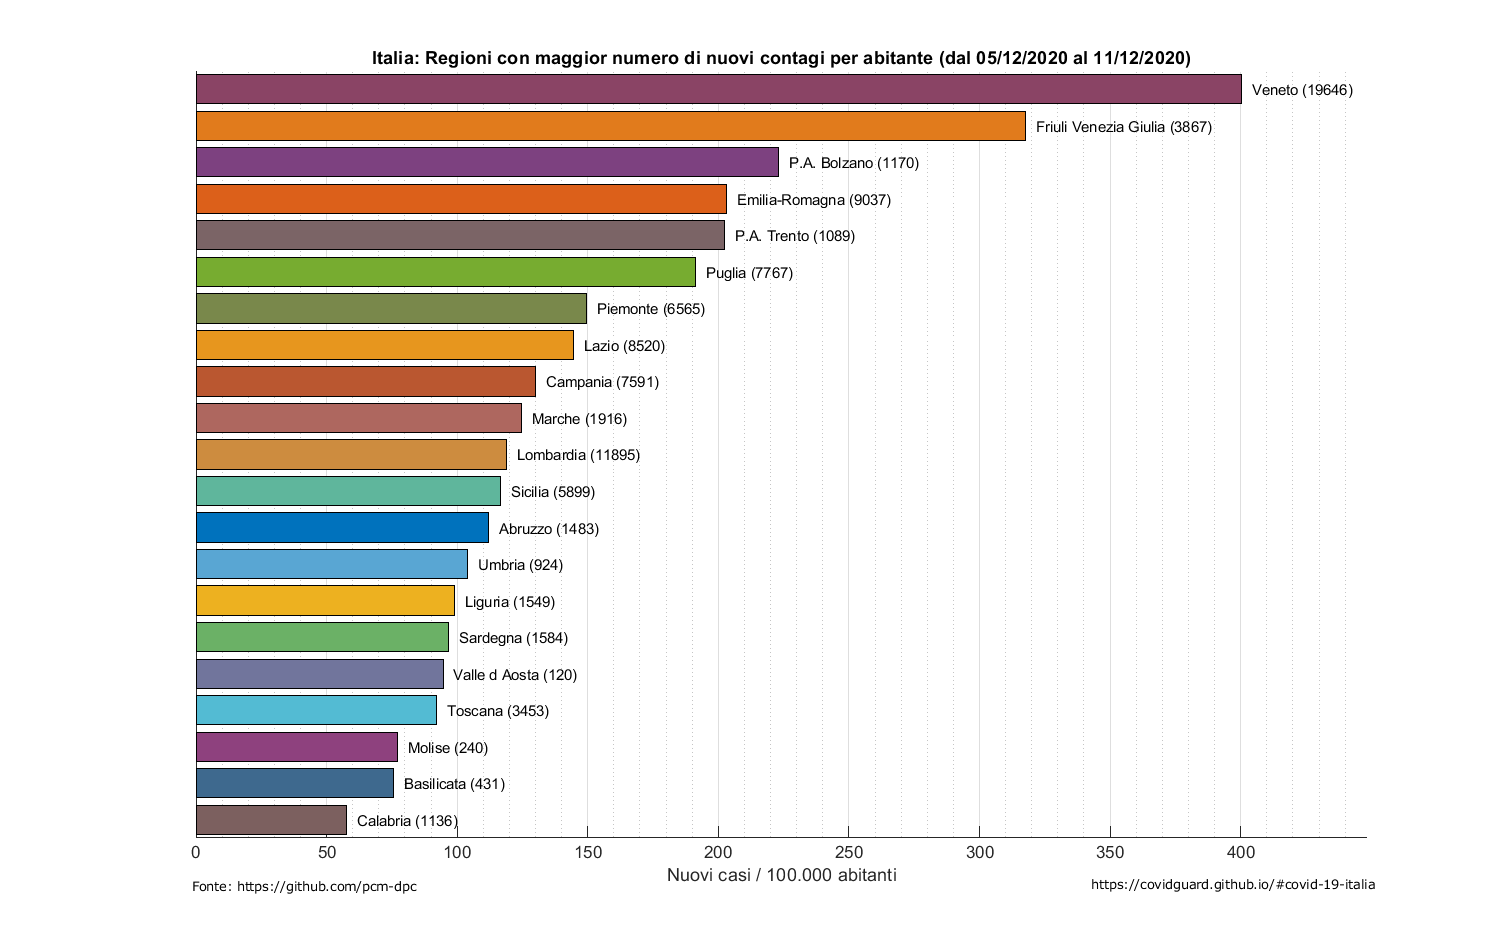 Italia: Regioni con maggior numero di nuovi contagi per abitante (dal 05/12/2020 al 11/12/2020)
Veneto (19646)
Friuli Venezia Giulia (3867)
P.A. Bolzano (1170)
Emilia-Romagna (9037)
P.A. Trento (1089)
Puglia (7767)
Piemonte (6565)
Lazio (8520)
Campania (7591)
Marche (1916)
Lombardia (11895)
Sicilia (5899)
Abruzzo (1483)
Umbria (924)
Liguria (1549)
Sardegna (1584)
Valle d Aosta (120)
Toscana (3453)
Molise (240)
Basilicata (431)
Calabria (1136)
0 50 100 150 200 250 300 350 400
Nuovi casi / 100.000 abitanti
Fonte: https://github.com/pcm-dpc
https://covidguard.github.io/#covid-19-italia